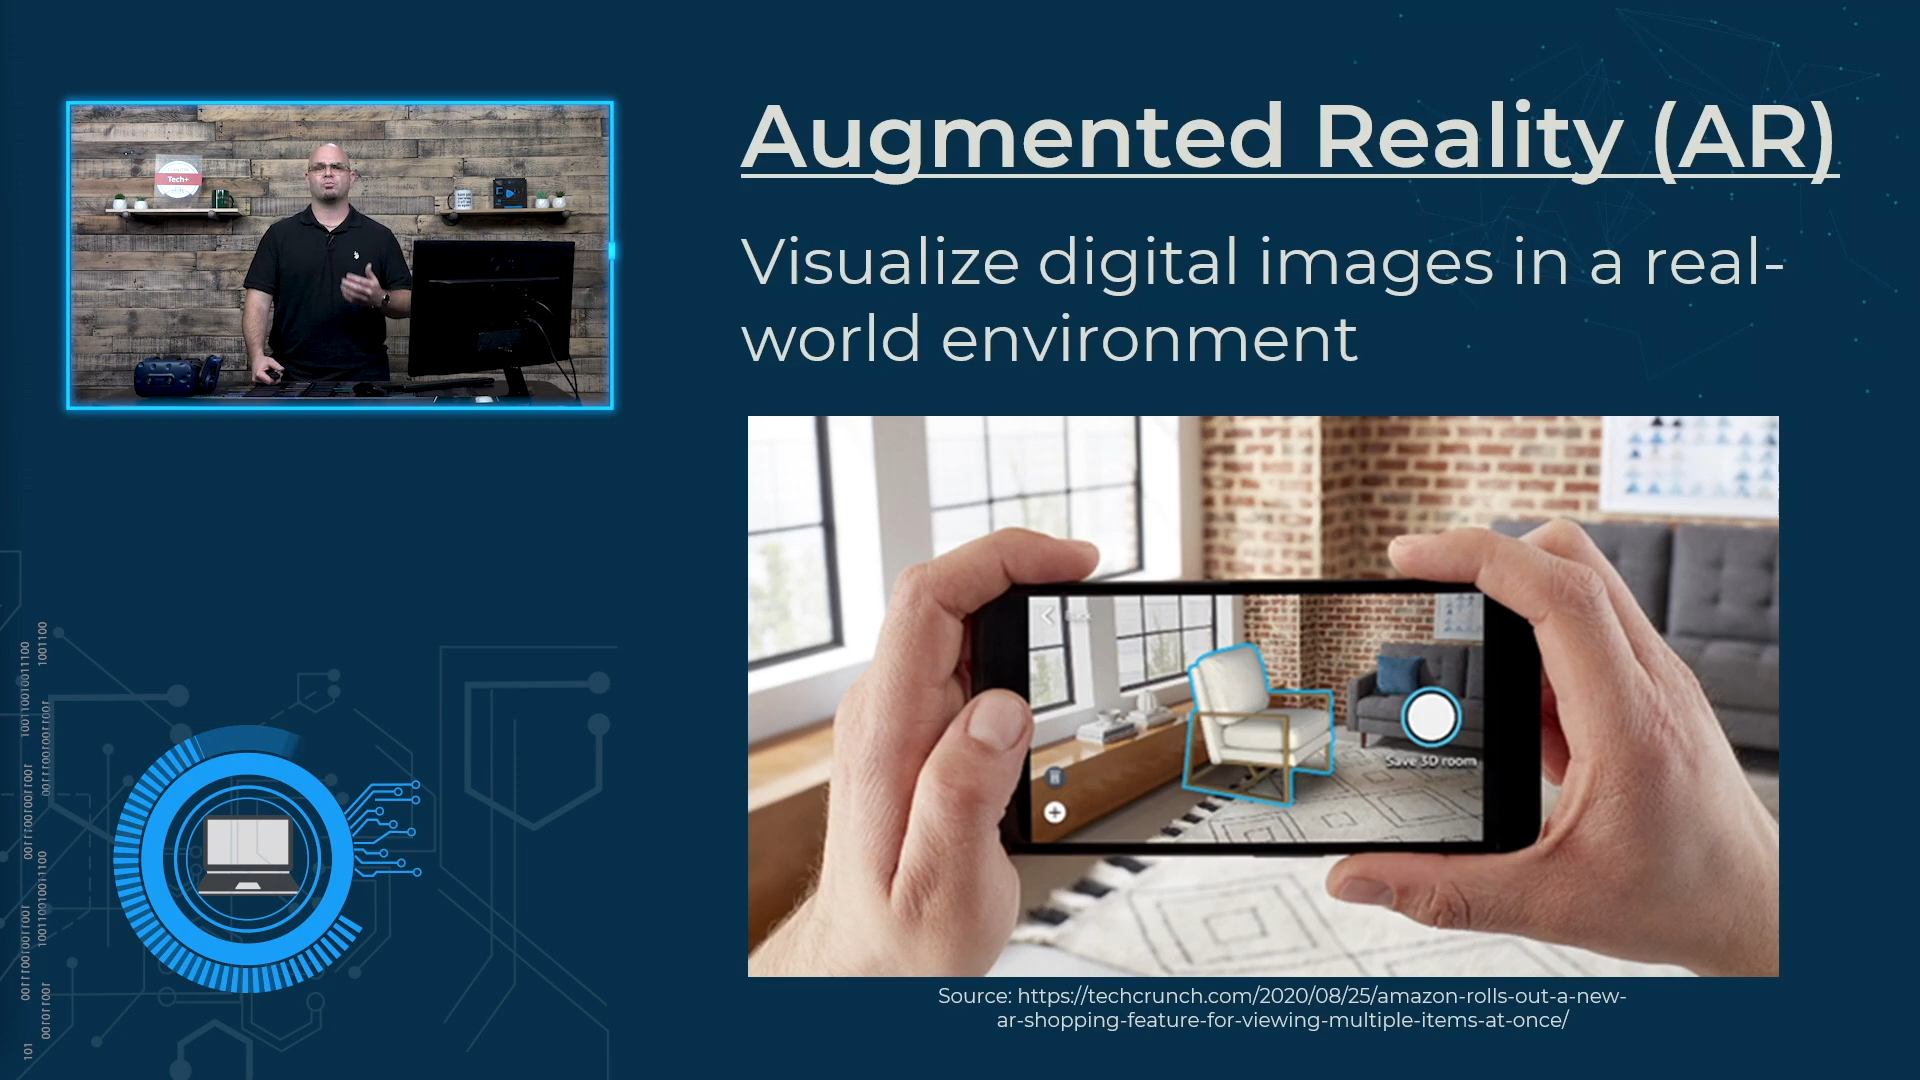 Augmented Reality (AR)
Visualize digital images in a real-
world environment
Tech+
Save 3D room
Source: https://techcrunch.com/2020/08/25/amazon-rolls-out-a-new-
ar-shopping-feature-for-viewing-multiple-items-at-once/